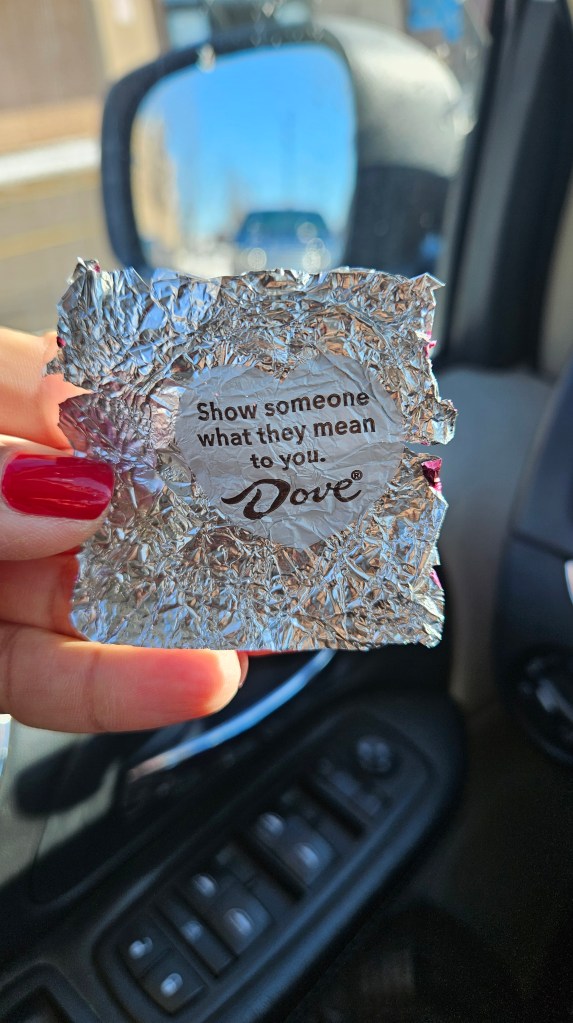 Show someone
what they mean
to you.
Dove®